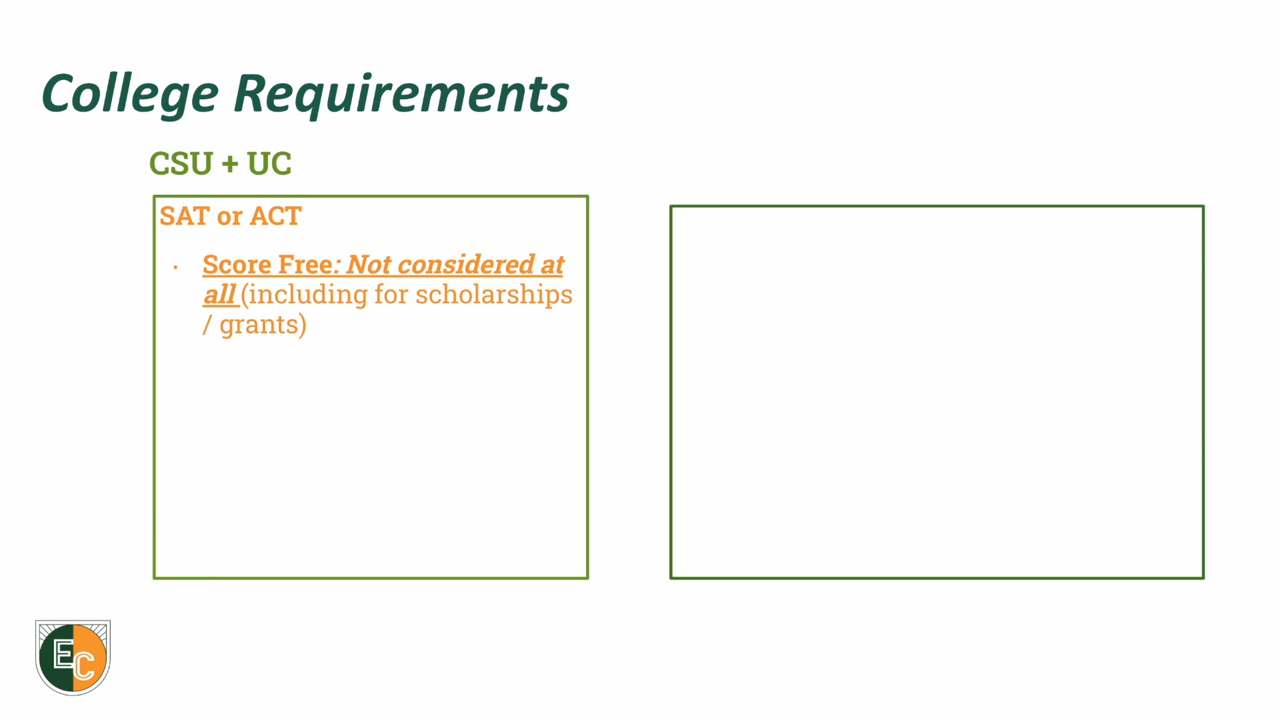 College Requirements
CSU + UC
SAT or ACT
· Score Free: Not considered at
all (including for scholarships
/ grants)
EC